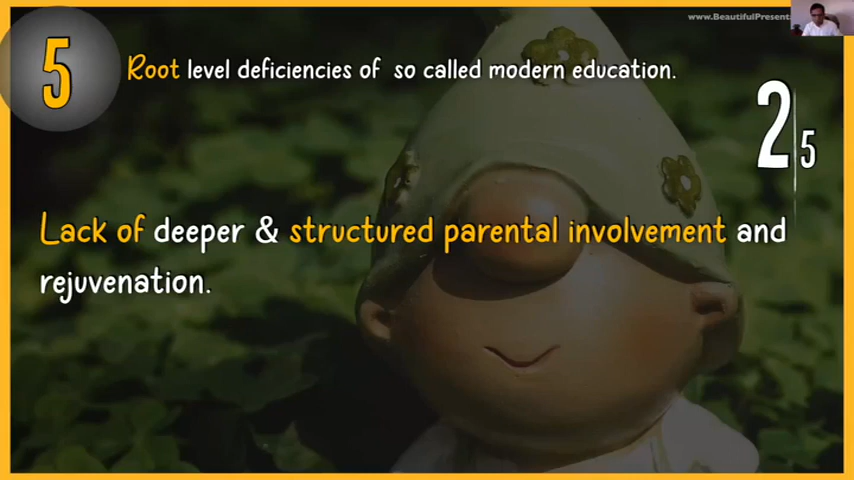 www.BeautifulPresent
5
Root level deficiencies of so called modern education.
2
5
Lack of deeper & structured parental involvement and
rejuvenation.